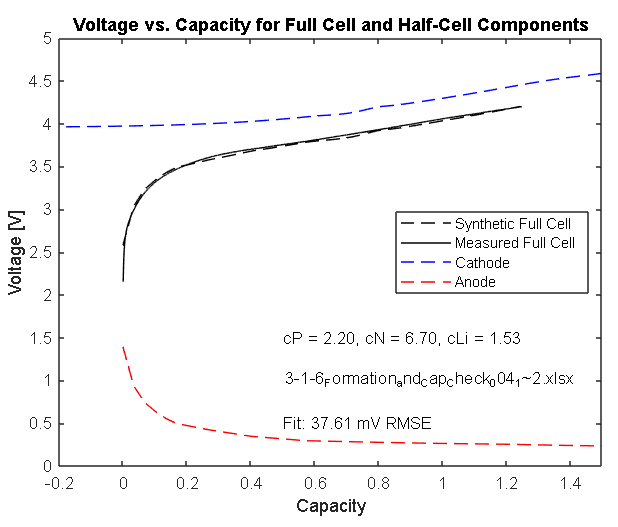 Voltage vs. Capacity for Full Cell and Half-Cell Components
5
4.5
4
3.5
3
2.5
2
1.5
1
0.5
0
Voltage [V]
Synthetic Full Cell
Measured Full Cell
Cathode
Anode
cP = 2.20, cN = 6.70, cLi = 1.53
3-1-6FormationandCapCheck0041~2.xlsx
Fit: 37.61 mV RMSE
-0.2 0 0.2 0.4 0.6 0.8 1 1.2 1.4
Capacity